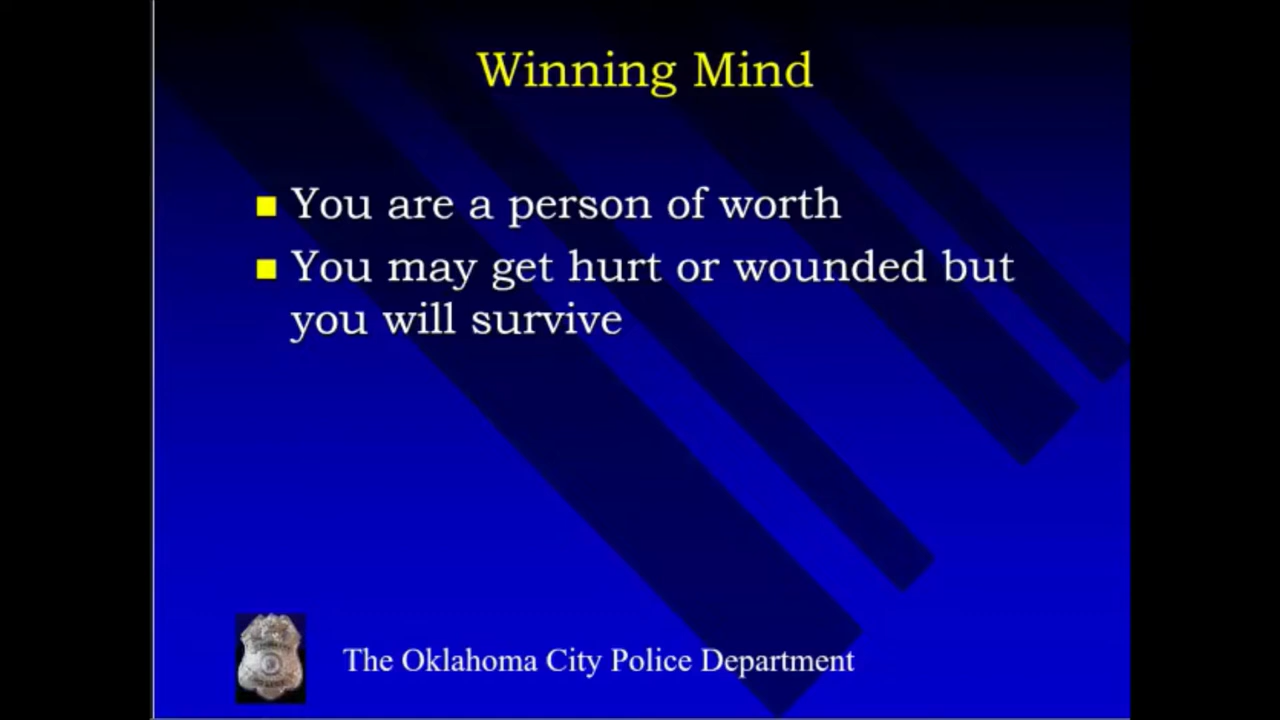 Winning Mind
You are a person of worth
You may get hurt or wounded but
you will survive
The Oklahoma City Police Department